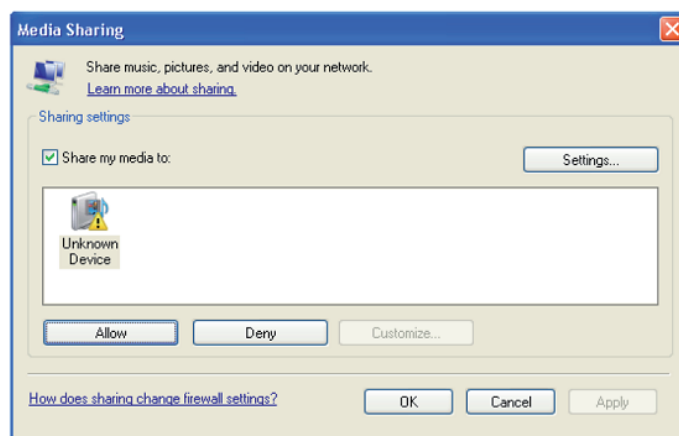 Media Sharing
Share music, pictures, and video on your network.
Learn more about sharing.
Sharing settings
Share my media to:
Settings...
Unknown
Device
Allow
Deny
Customize...
How does sharing change firewall settings?
OK
Cancel
Apply